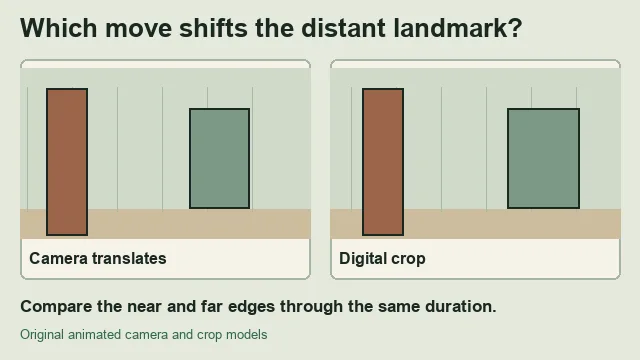 Which move shifts the distant landmark?
Camera translates
Digital crop
Compare the near and far edges through the same duration.
Original animated camera and crop models